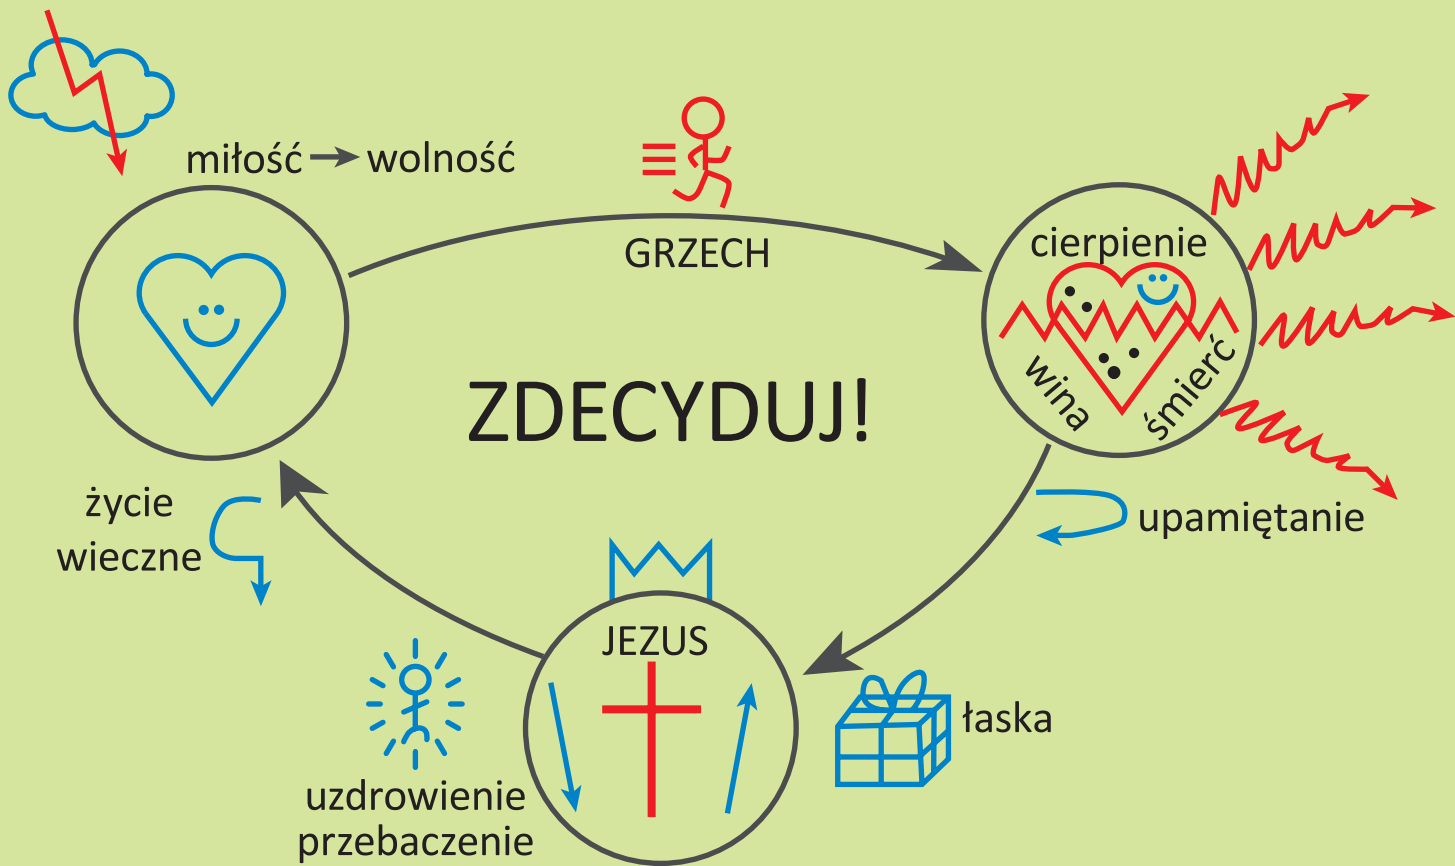 miłość
wolność
GRZECH
cierpienie
wina
śmierć
ZDECYDUJ!
upamiętanie
łaska
JEZUS
uzdrowienie
przebaczenie
życie
wieczne